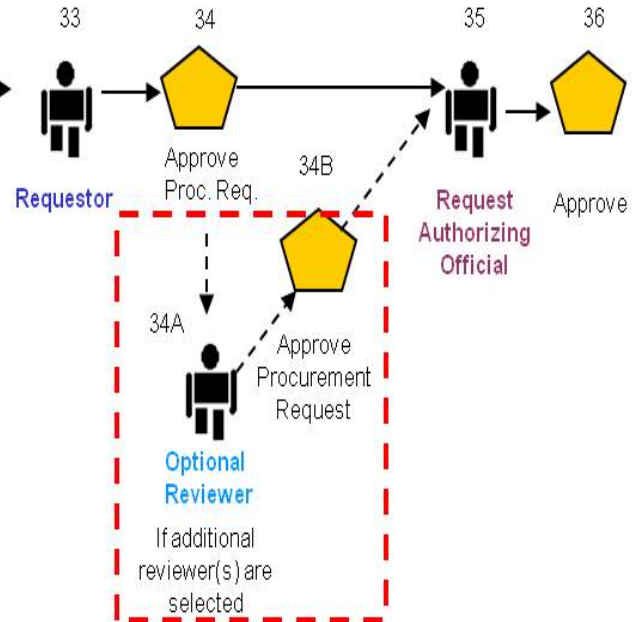 33
34
35
36
Requestor
Approve
Proc. Req.
34B
Request
Authorizing
Official
Approve
34A
Approve
Procurement
Request
Optional
Reviewer
If additional
reviewer(s) are
selected